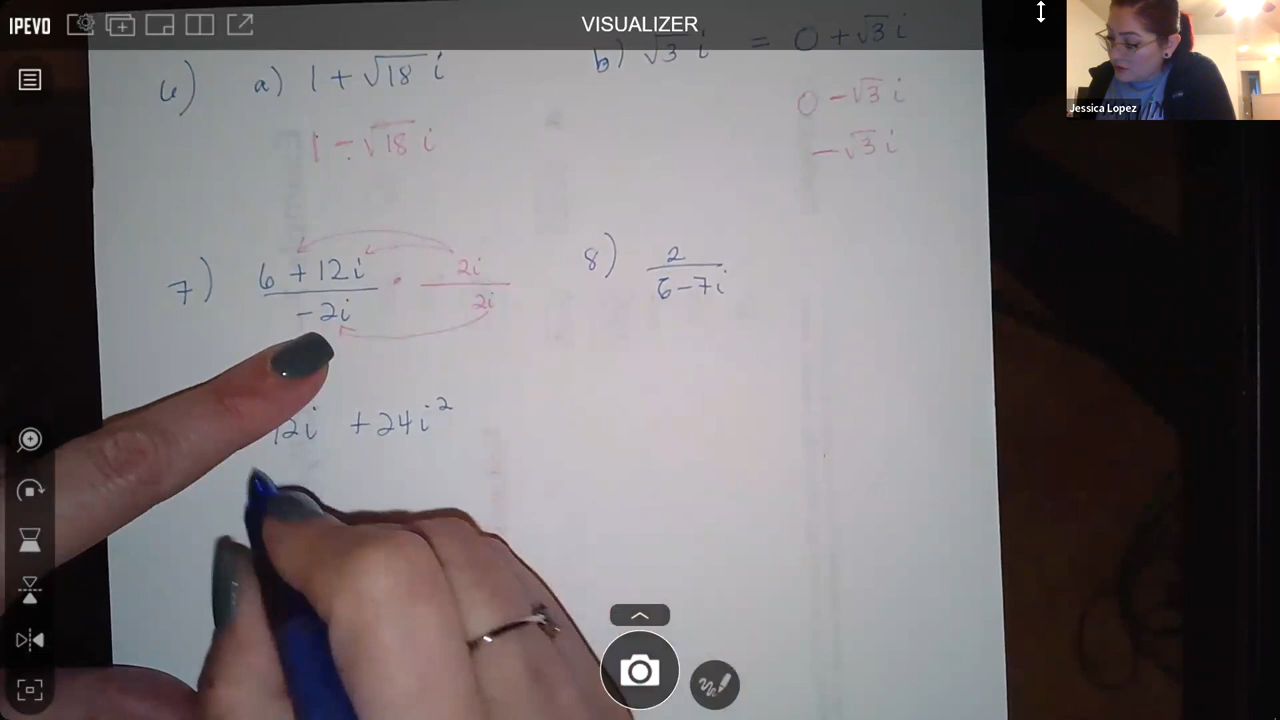 IPEVO
VISUALIZER
Jessica Lopez
6) a) 1 + √18 i
1 - √18 i
b) √3 i = 0 + √3 i
0 - √3 i
- √3 i
7) 6 + 12i / -2i · 2i / 2i
12i + 24i²
8) 2 / 6 - 7i